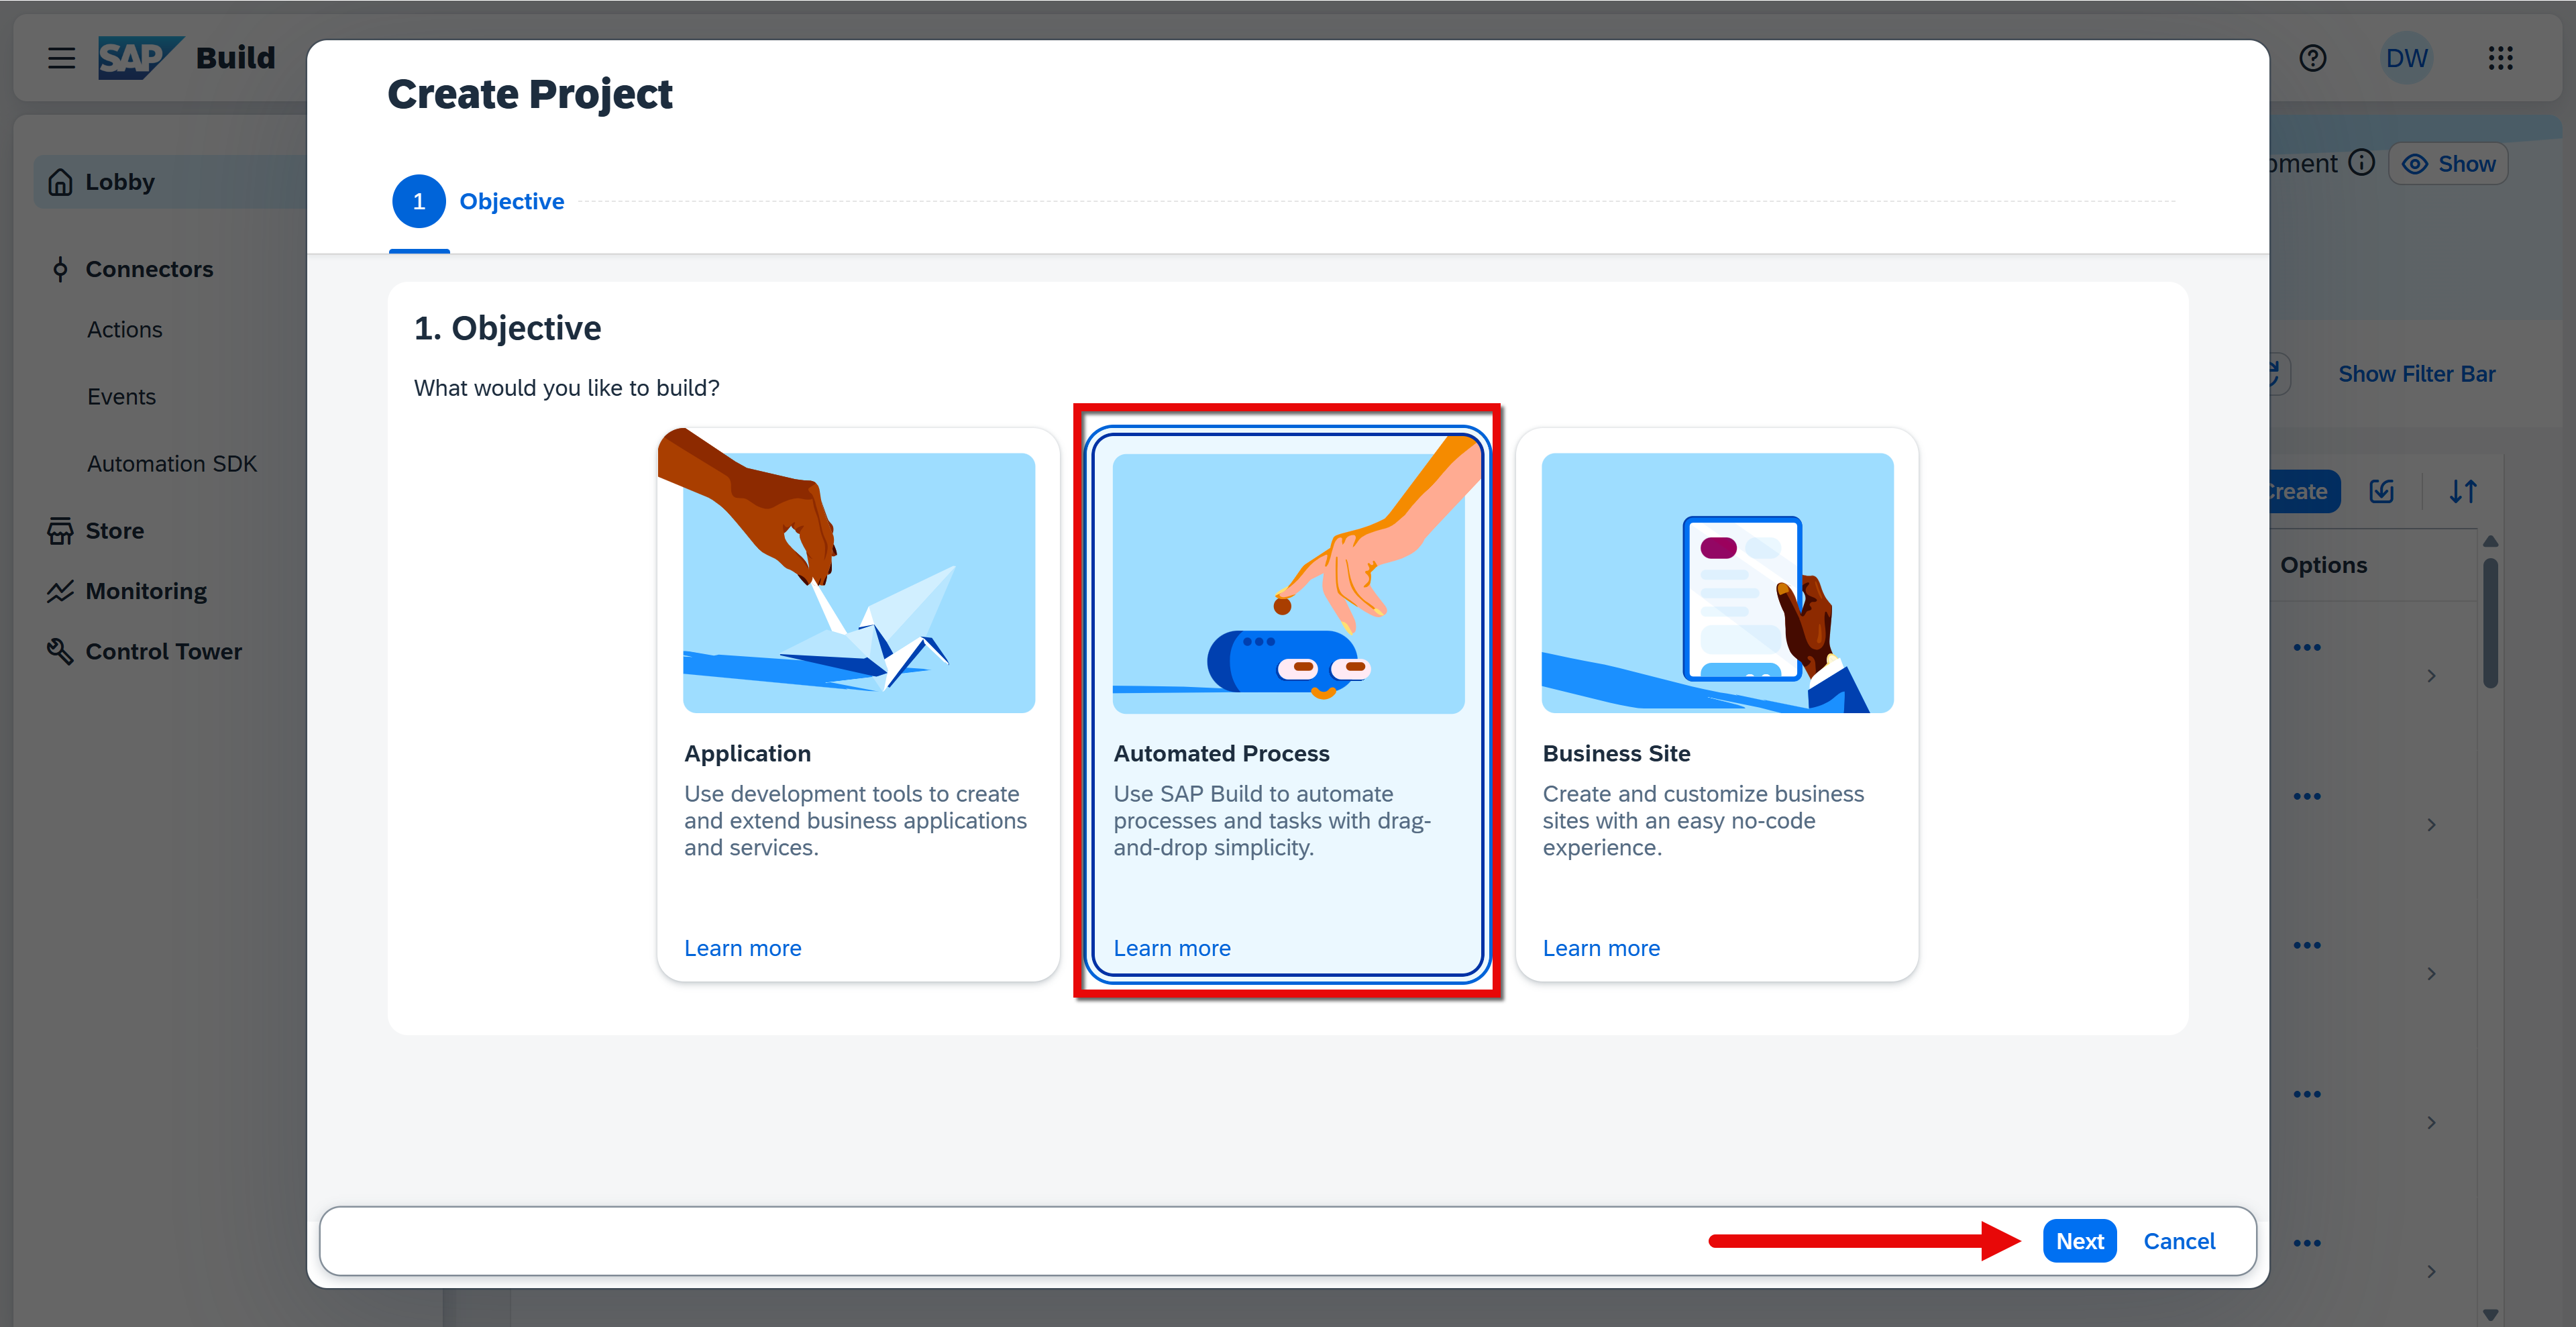 SAP Build
DW
Create Project
Lobby
Show
1 Objective
Connectors
Actions
Events
Automation SDK
Store
Monitoring
Control Tower
1. Objective
What would you like to build?
Show Filter Bar
Create
Options
Application
Use development tools to create
and extend business applications
and services.
Learn more
Automated Process
Use SAP Build to automate
processes and tasks with drag-
and-drop simplicity.
Learn more
Business Site
Create and customize business
sites with an easy no-code
experience.
Learn more
Next
Cancel